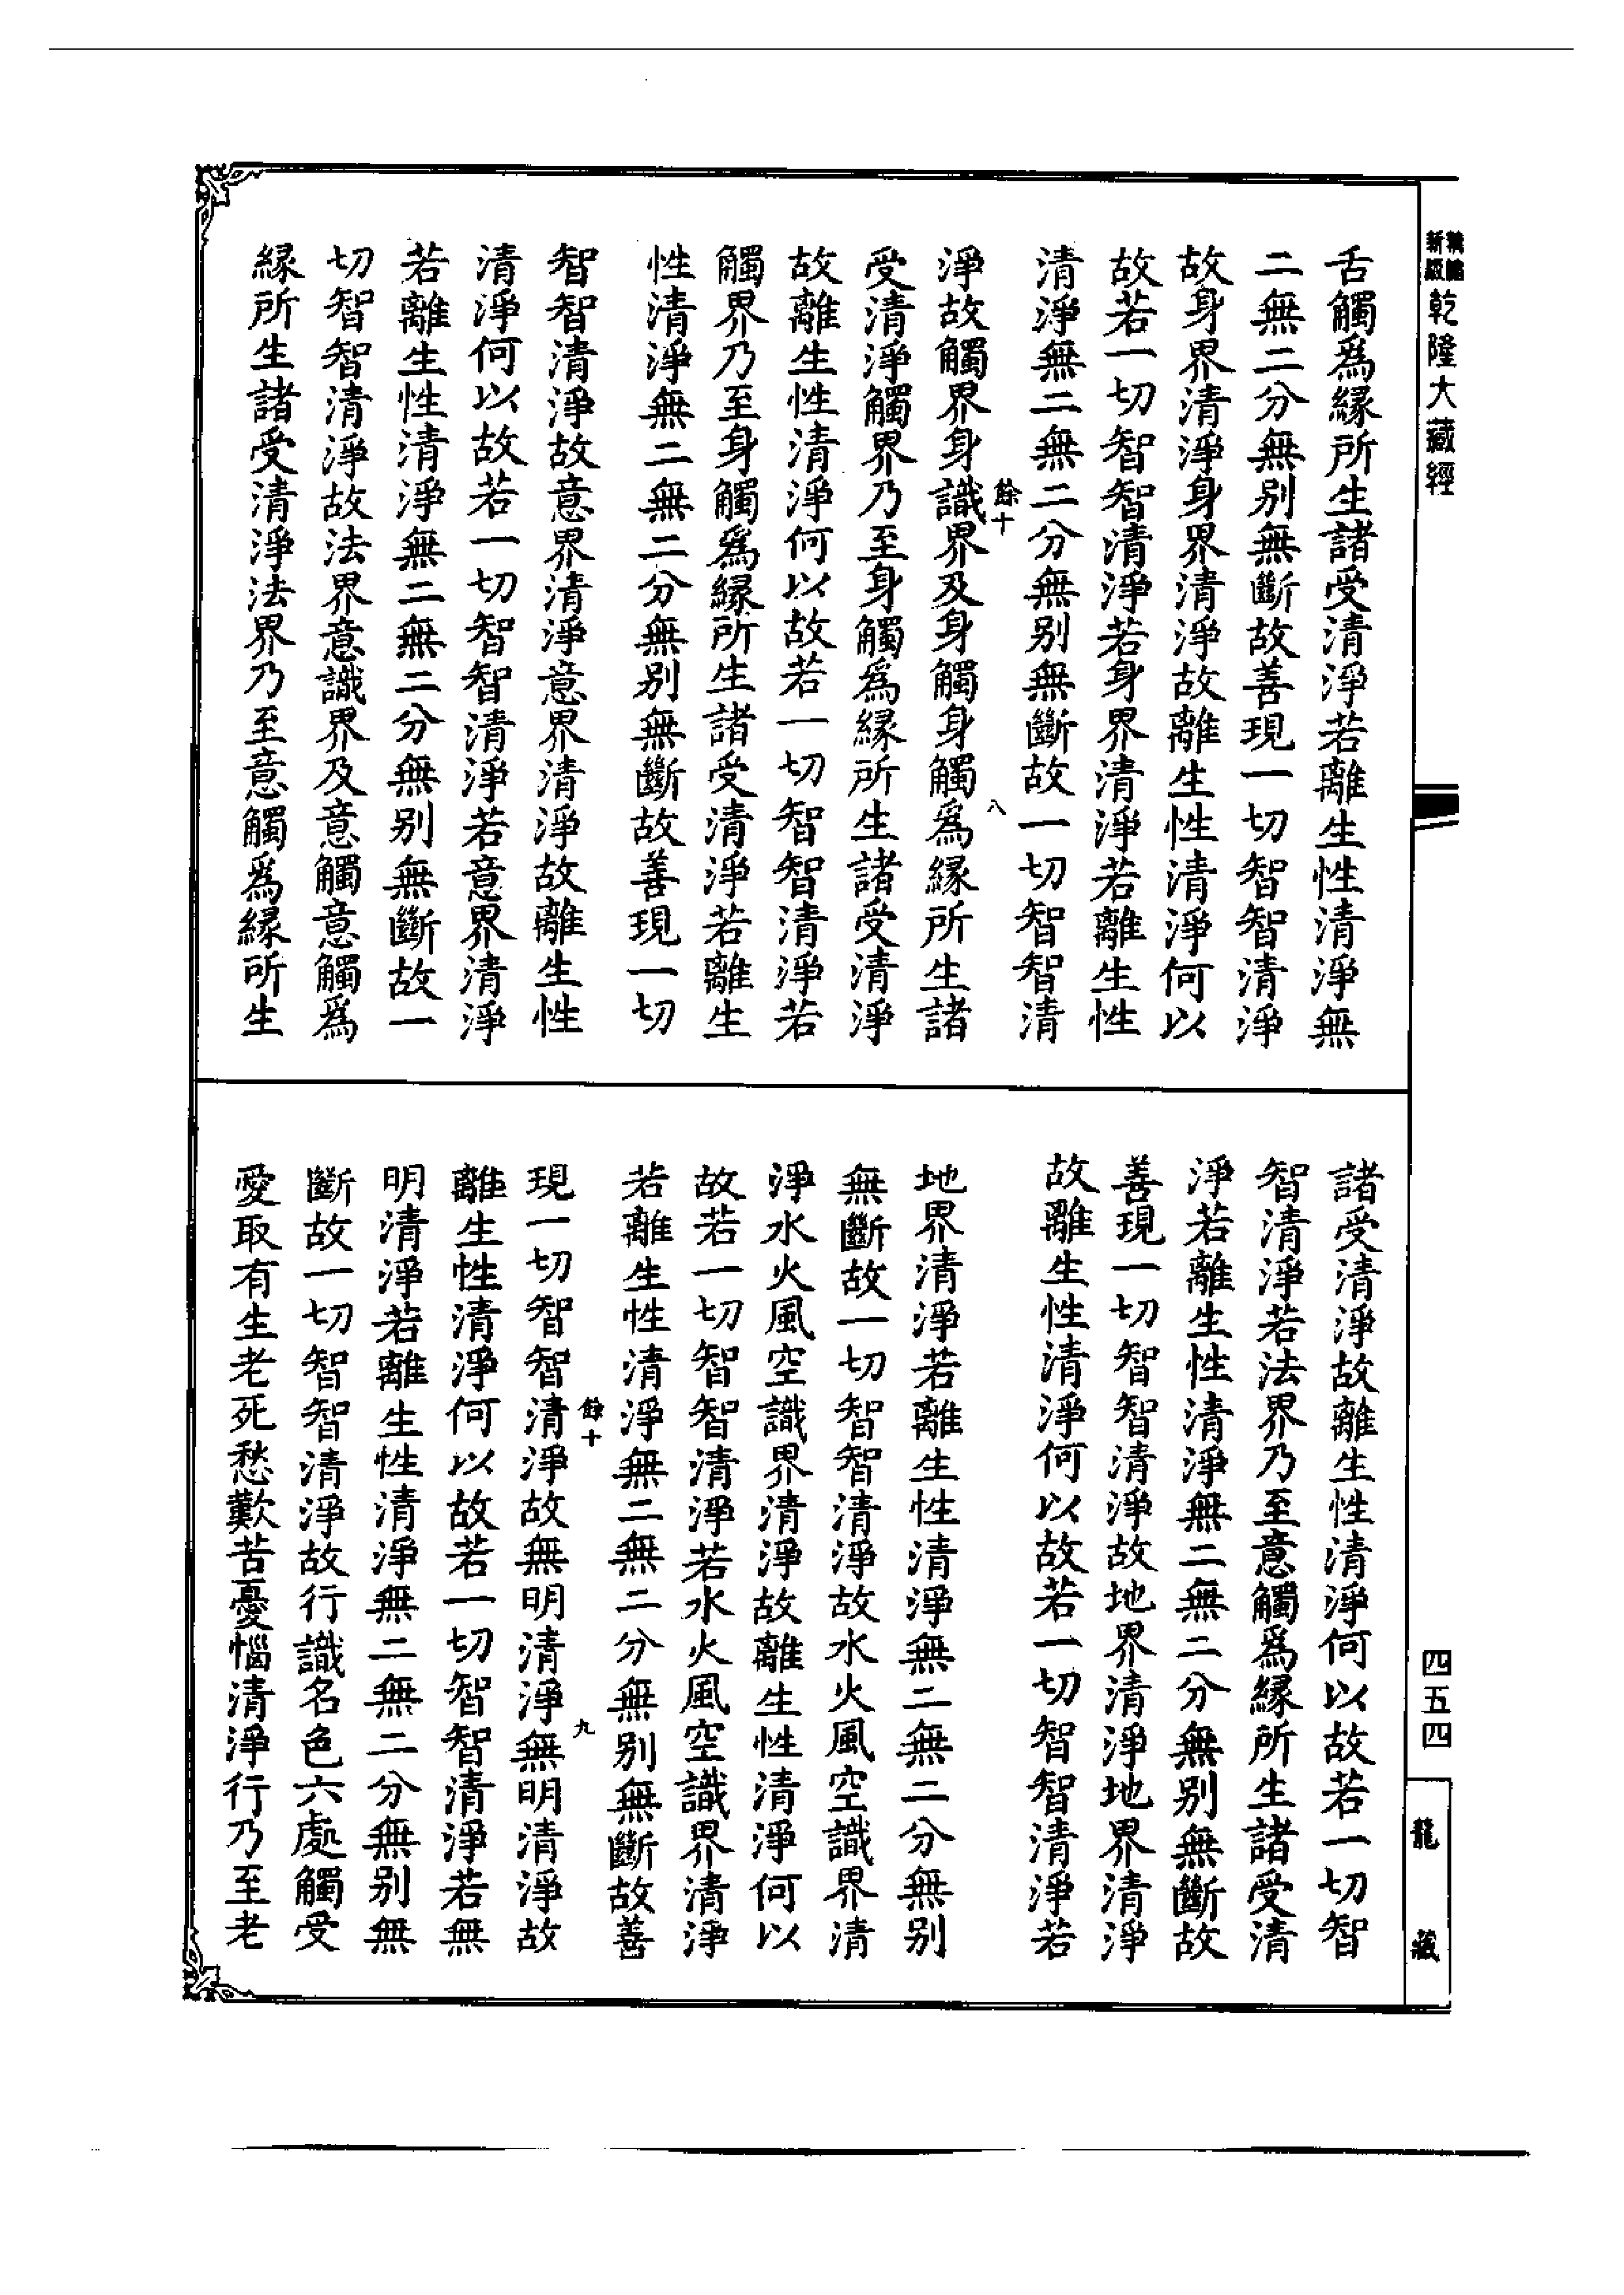 新
乾隆大藏經
舌觸爲縁所生諸受清淨若離生性清淨無
二無二分無别無斷故善現一切智智清淨
故身界清淨身界清淨故離生性清淨何以
故若一切智智清淨若身界清淨若離生性
清淨無二無二分無别無斷故一切智智清
餘十
八
淨故觸界身識界及身觸身觸爲縁所生諸
受清淨觸界乃至身觸爲縁所生諸受清淨
故離生性清淨何以故若一切智智清淨若
觸界乃至身觸爲縁所生諸受清淨若離生
性清淨無二無二分無别無斷故善現一切
智智清淨故意界清淨意界清淨故離生性
清淨何以故若一切智智清淨若意界清淨
若離生性清淨無二無二分無别無斷故一
切智智清淨故法界意識界及意觸意觸爲
縁所生諸受清淨法界乃至意觸爲縁所生
四五四
龍藏
諸受清淨故離生性清淨何以故若一切智
智清淨若法界乃至意觸爲縁所生諸受清
淨若離生性清淨無二無二分無别無斷故
善現一切智智清淨故地界清淨地界清淨
故離生性清淨何以故若一切智智清淨若
地界清淨若離生性清淨無二無二分無别
無斷故一切智智清淨故水火風空識界清
淨水火風空識界清淨故離生性清淨何以
故若一切智智清淨若水火風空識界清淨
若離生性清淨無二無二分無别無斷故善
餘十
九
現一切智智清淨故無明清淨無明清淨故
離生性清淨何以故若一切智智清淨若無
明清淨若離生性清淨無二無二分無别無
斷故一切智智清淨故行識名色六處觸受
愛取有生老死愁歎苦憂惱清淨行乃至老